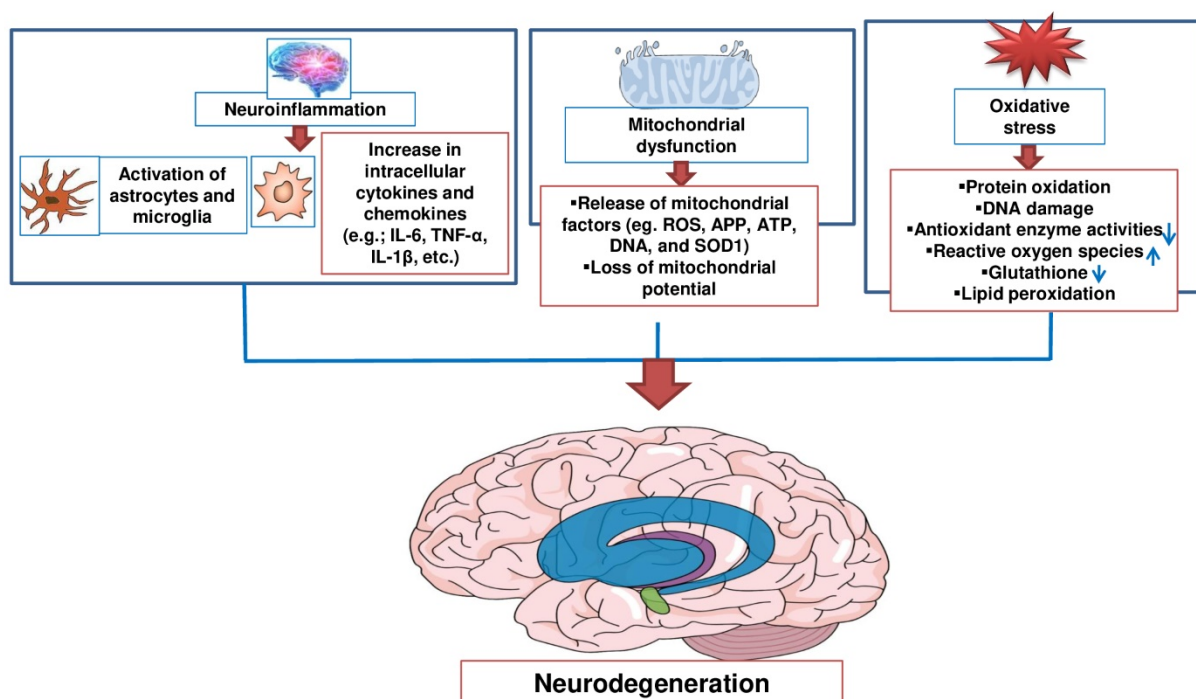 Neuroinflammation
Activation of
astrocytes and
microglia
Increase in
intracellular
cytokines and
chemokines
(e.g.; IL-6, TNF-α,
IL-1β, etc.)
Mitochondrial
dysfunction
▪Release of mitochondrial
factors (eg. ROS, APP, ATP,
DNA, and SOD1)
▪Loss of mitochondrial
potential
Oxidative
stress
▪Protein oxidation
▪DNA damage
▪Antioxidant enzyme activities↓
▪Reactive oxygen species↑
▪Glutathione↓
▪Lipid peroxidation
Neurodegeneration